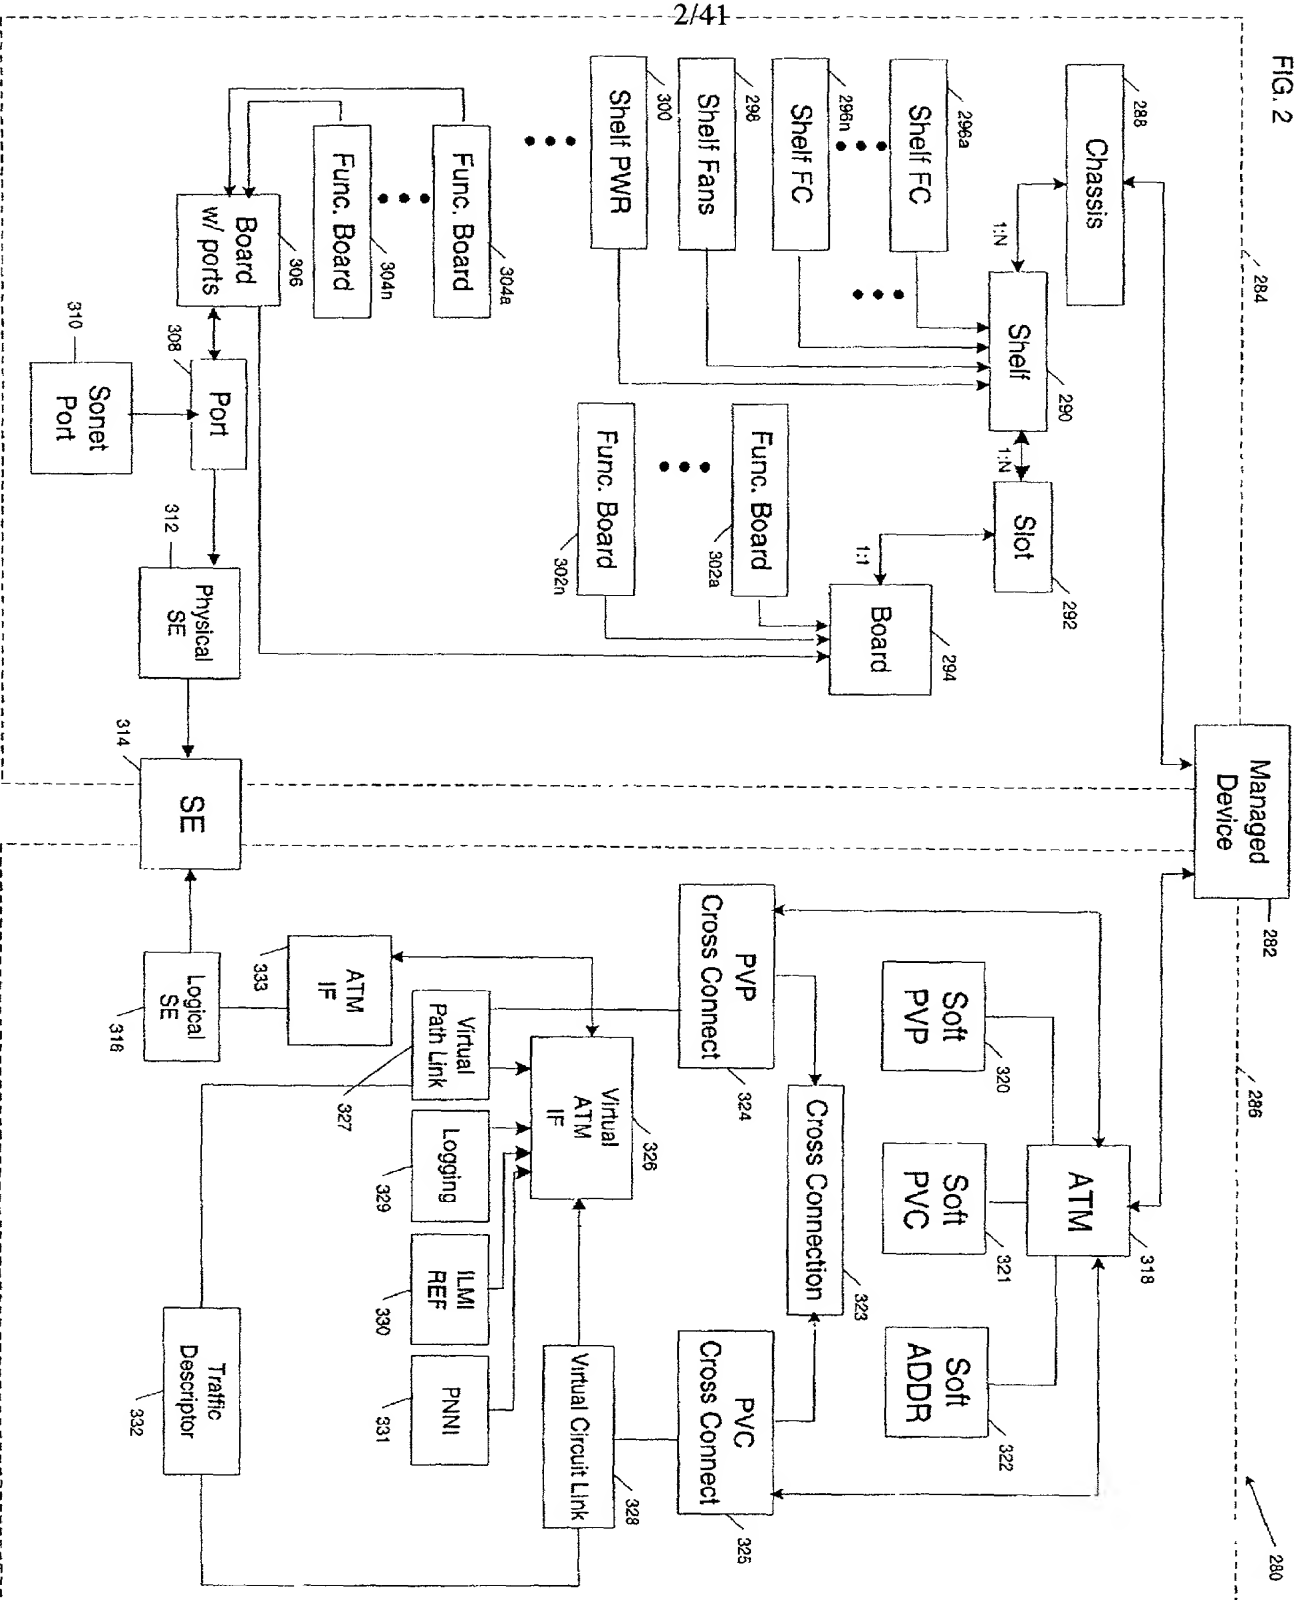 2/41
FIG. 2
280
Managed
Device
282
284
286
288
Chassis
1:N
Shelf
290
1:N
Slot
292
1:1
Board
294
296a
Shelf FC
296n
Shelf FC
298
Shelf Fans
300
Shelf PWR
Func. Board
302a
Func. Board
302n
Func. Board
304a
Func. Board
304n
Board
w/ ports
306
308
Port
310
Sonet
Port
312
Physical
SE
314
SE
Logical
SE
316
ATM
318
Soft
PVP
320
Soft
PVC
321
Soft
ADDR
322
Cross Connection
323
PVP
Cross Connect
324
PVC
Cross Connect
325
Virtual
ATM
IF
326
Virtual
Path Link
327
Virtual Circuit Link
328
Logging
329
ILMI
REF
330
PNNI
331
Traffic
Descriptor
332
ATM
IF
333